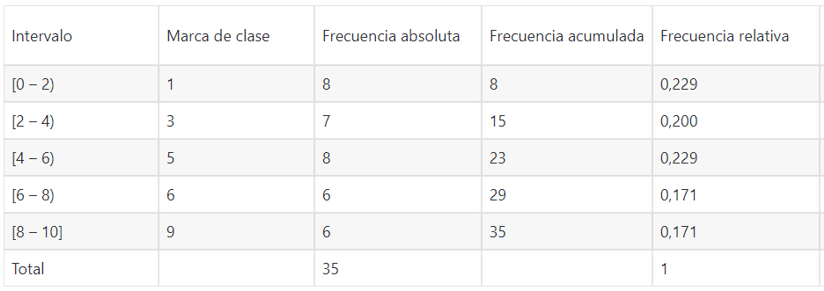 Intervalo Marca de clase Frecuencia absoluta Frecuencia acumulada Frecuencia relativa
[0 – 2) 1 8 8 0,229
[2 – 4) 3 7 15 0,200
[4 – 6) 5 8 23 0,229
[6 – 8) 6 6 29 0,171
[8 – 10] 9 6 35 0,171
Total 35 1